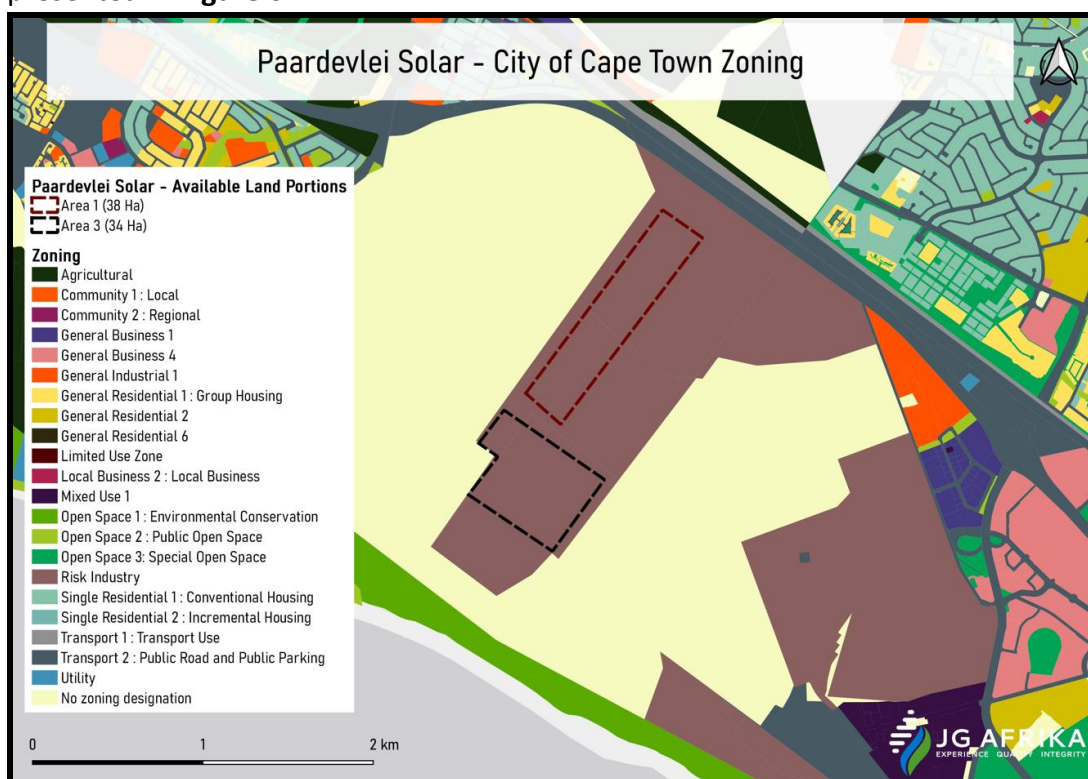 Paardevlei Solar - City of Cape Town Zoning
Paardevlei Solar - Available Land Portions
Area 1 (38 Ha)
Area 3 (34 Ha)
Zoning
Agricultural
Community 1 : Local
Community 2 : Regional
General Business 1
General Business 4
General Industrial 1
General Residential 1 : Group Housing
General Residential 2
General Residential 6
Limited Use Zone
Local Business 2 : Local Business
Mixed Use 1
Open Space 1 : Environmental Conservation
Open Space 2 : Public Open Space
Open Space 3: Special Open Space
Risk Industry
Single Residential 1 : Conventional Housing
Single Residential 2 : Incremental Housing
Transport 1 : Transport Use
Transport 2 : Public Road and Public Parking
Utility
No zoning designation
0 1 2 km
JG AFRIKA
EXPERIENCE QUALITY INTEGRITY